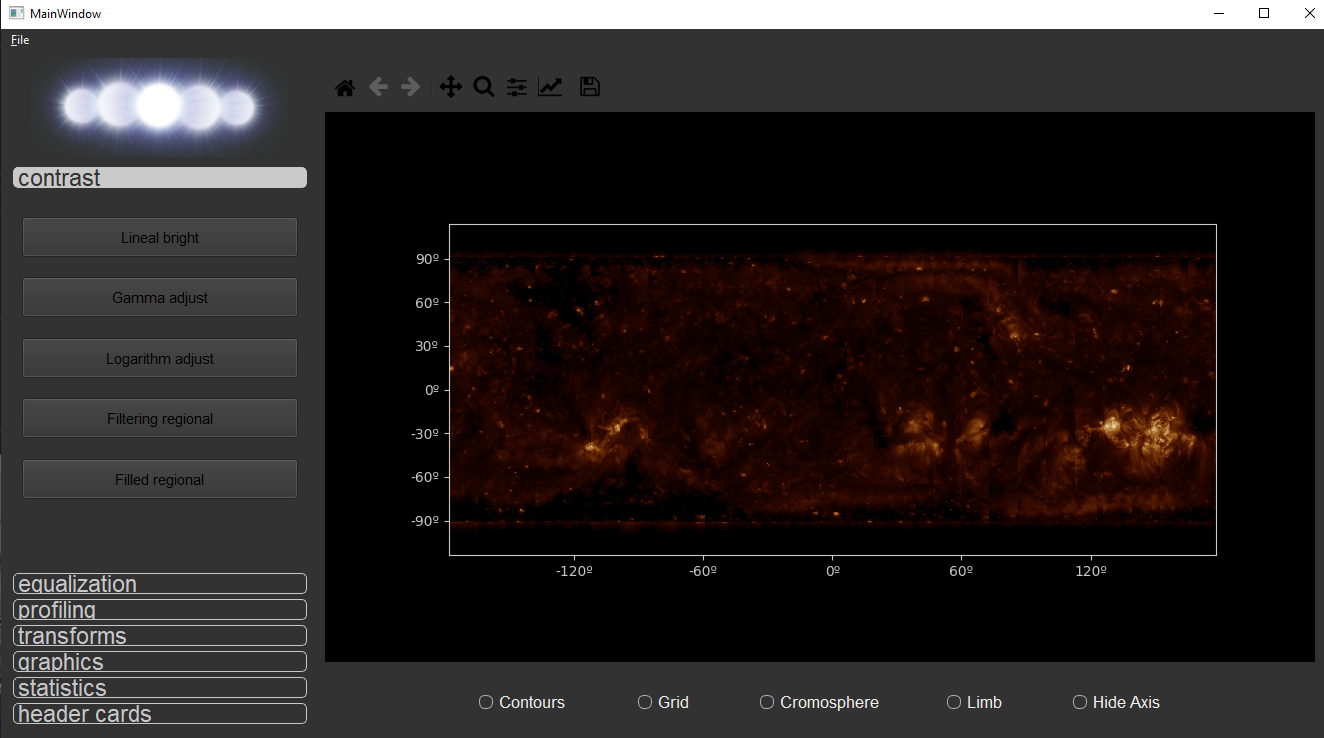 MainWindow
File
contrast
Lineal bright
Gamma adjust
Logarithm adjust
Filtering regional
Filled regional
equalization
profiling
transforms
graphics
statistics
header cards
90º
60º
30º
0º
-30º
-60º
-90º
-120º -60º 0º 60º 120º
Contours Grid Cromosphere Limb Hide Axis